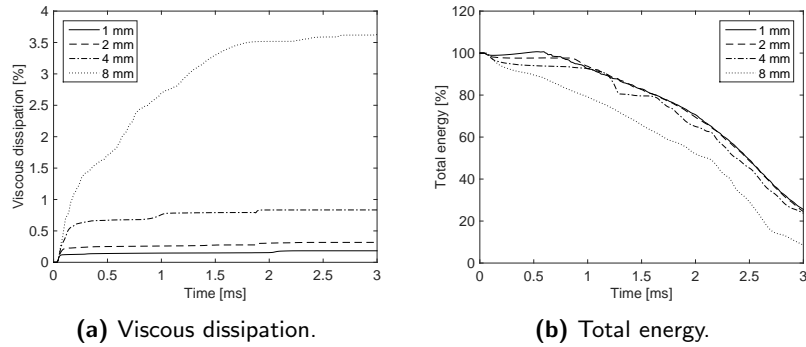 4
3.5
3
2.5
2
1.5
1
0.5
0
Viscous dissipation [%]
1 mm
2 mm
4 mm
8 mm
0 0.5 1 1.5 2 2.5 3
Time [ms]
(a) Viscous dissipation.
120
100
80
60
40
20
0
Total energy [%]
1 mm
2 mm
4 mm
8 mm
0 0.5 1 1.5 2 2.5 3
Time [ms]
(b) Total energy.